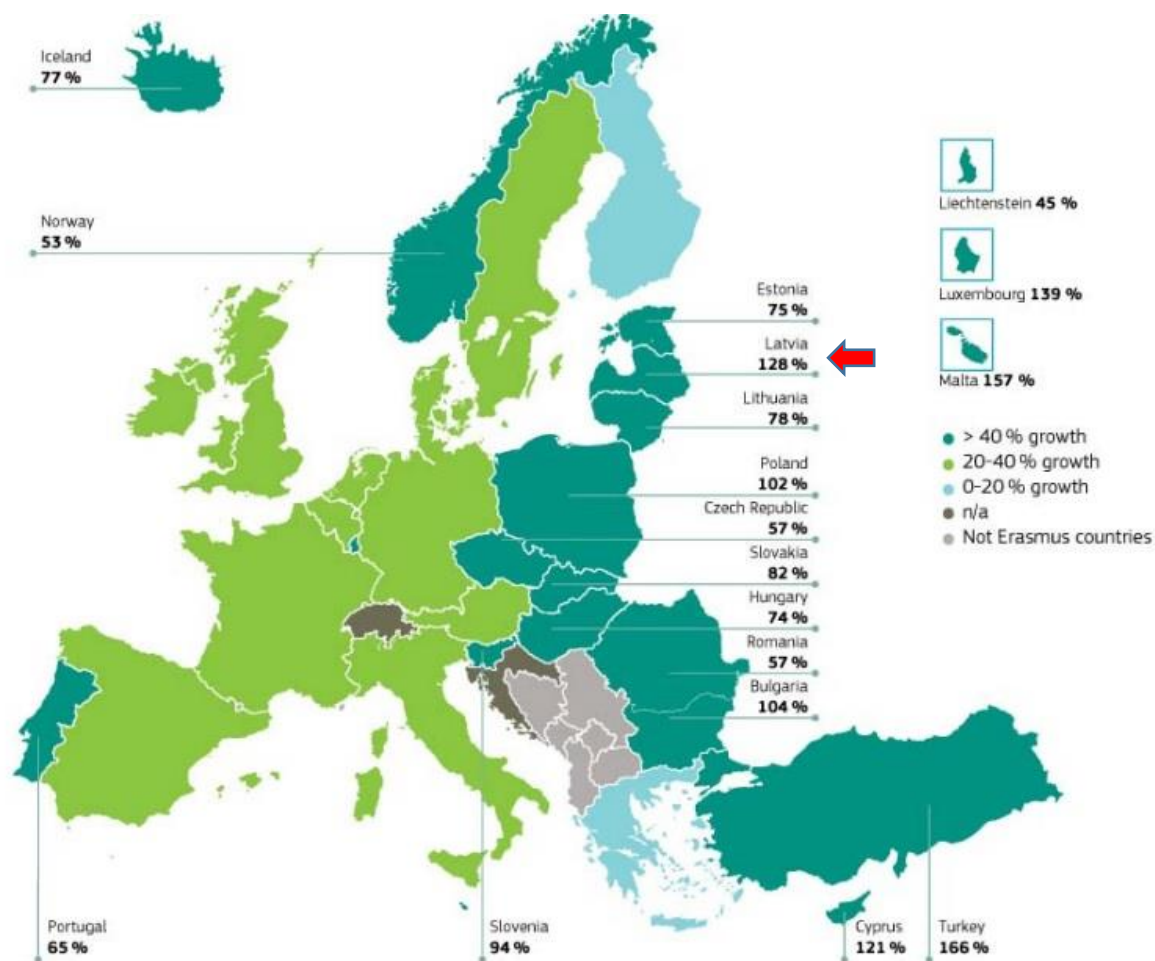 Iceland
77 %
Norway
53 %
Liechtenstein 45 %
Luxembourg 139 %
Malta 157 %
Estonia
75 %
Latvia
128 %
Lithuania
78 %
Poland
102 %
Czech Republic
57 %
Slovakia
82 %
Hungary
74 %
Romania
57 %
Bulgaria
104 %
> 40 % growth
20-40 % growth
0-20 % growth
n/a
Not Erasmus countries
Portugal
65 %
Slovenia
94 %
Cyprus
121 %
Turkey
166 %